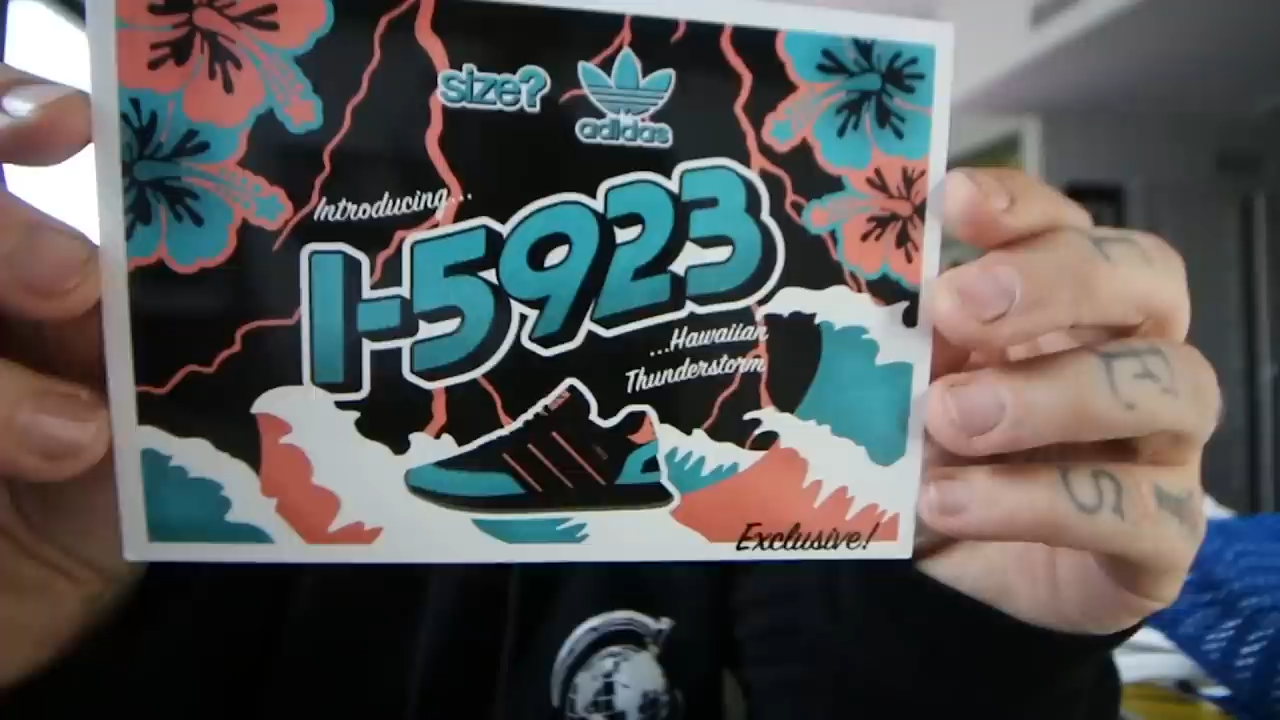 size?
adidas
Introducing...
I-5923
...Hawaiian
Thunderstorm
Exclusive!